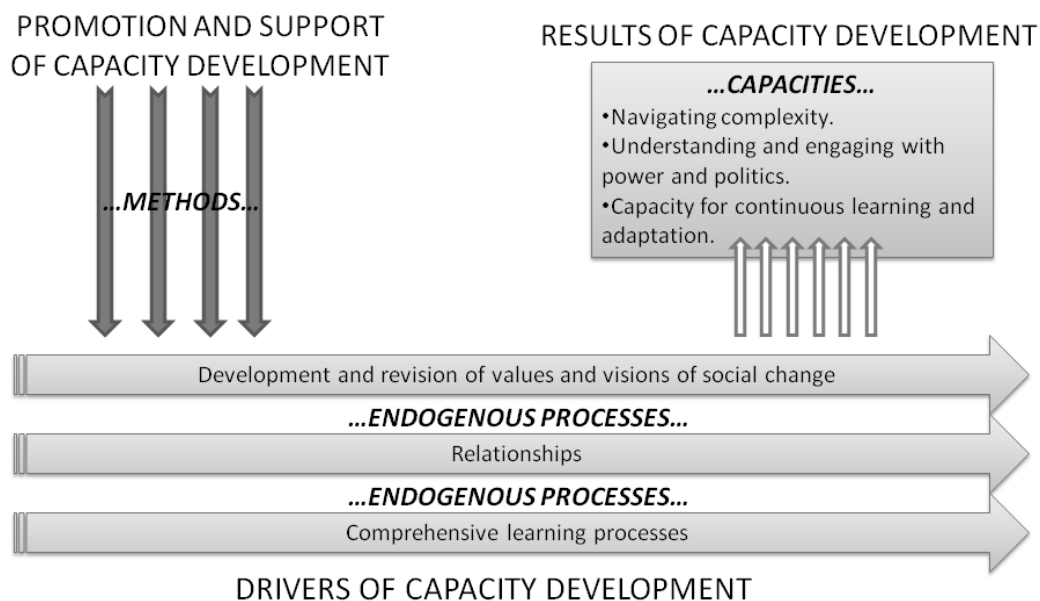 PROMOTION AND SUPPORT
OF CAPACITY DEVELOPMENT
…METHODS…
RESULTS OF CAPACITY DEVELOPMENT
…CAPACITIES…
•Navigating complexity.
•Understanding and engaging with
power and politics.
•Capacity for continuous learning and
adaptation.
Development and revision of values and visions of social change
…ENDOGENOUS PROCESSES…
Relationships
…ENDOGENOUS PROCESSES…
Comprehensive learning processes
DRIVERS OF CAPACITY DEVELOPMENT